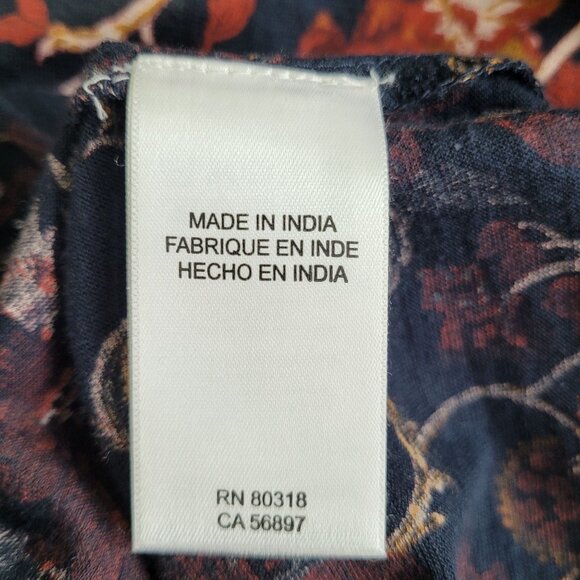 MADE IN INDIA
FABRIQUE EN INDE
HECHO EN INDIA
RN 80318
CA 56897